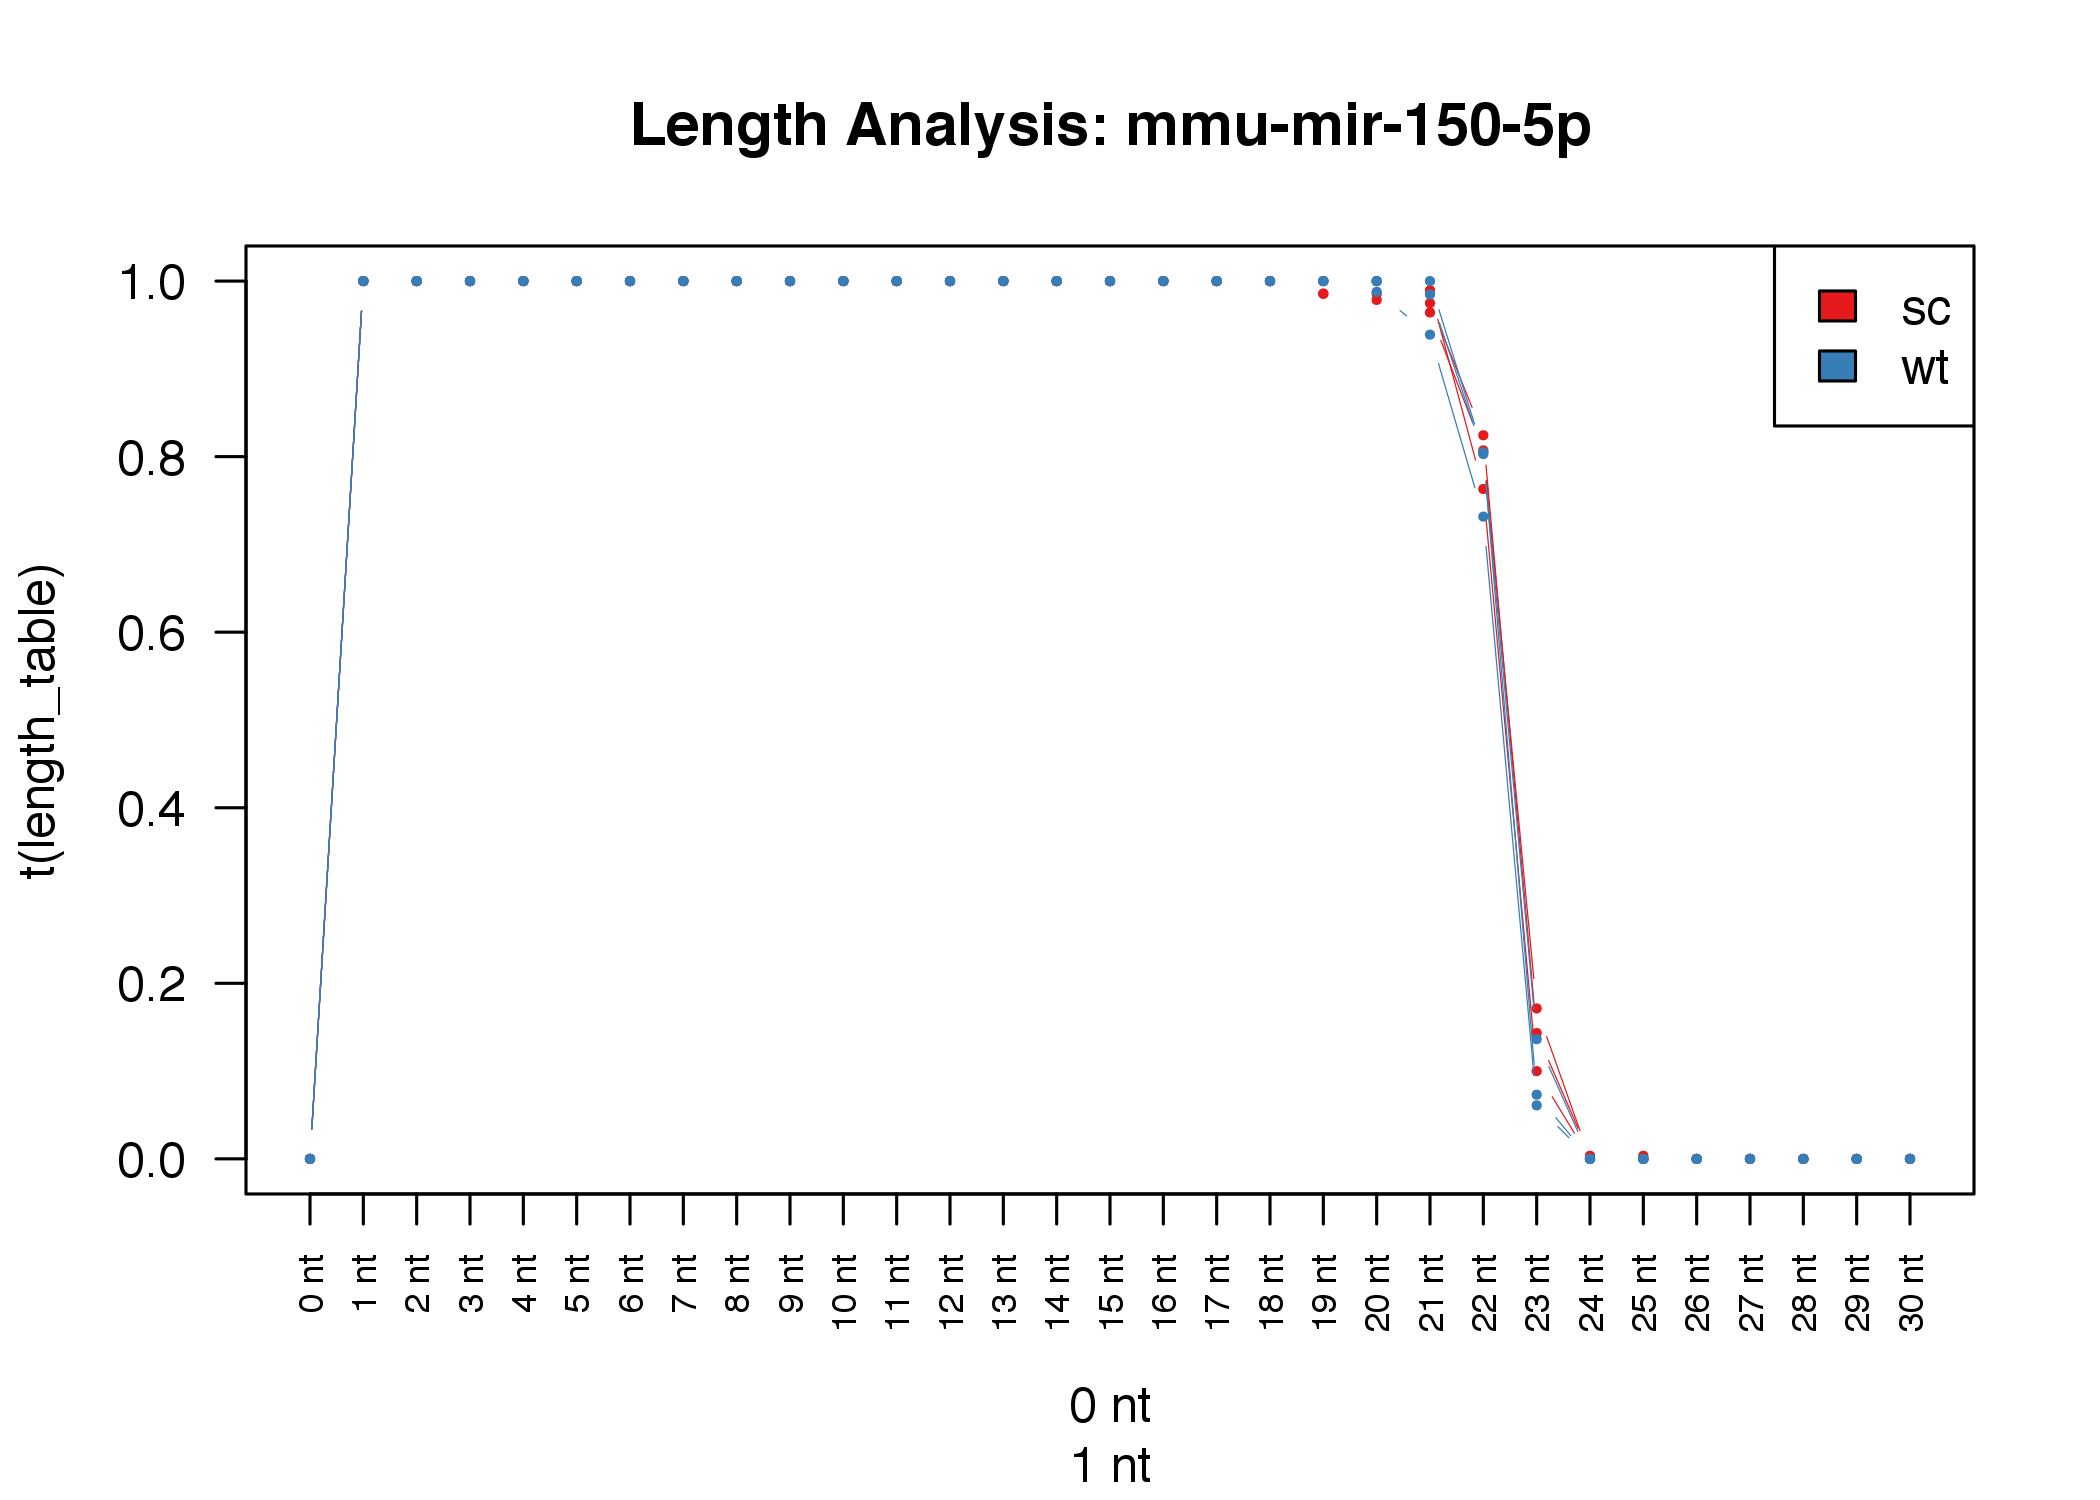 Length Analysis: mmu-mir-150-5p
sc
wt
t(length_table)
1.0
0.8
0.6
0.4
0.2
0.0
0 nt
1 nt
2 nt
3 nt
4 nt
5 nt
6 nt
7 nt
8 nt
9 nt
10 nt
11 nt
12 nt
13 nt
14 nt
15 nt
16 nt
17 nt
18 nt
19 nt
20 nt
21 nt
22 nt
23 nt
24 nt
25 nt
26 nt
27 nt
28 nt
29 nt
30 nt
0 nt
1 nt